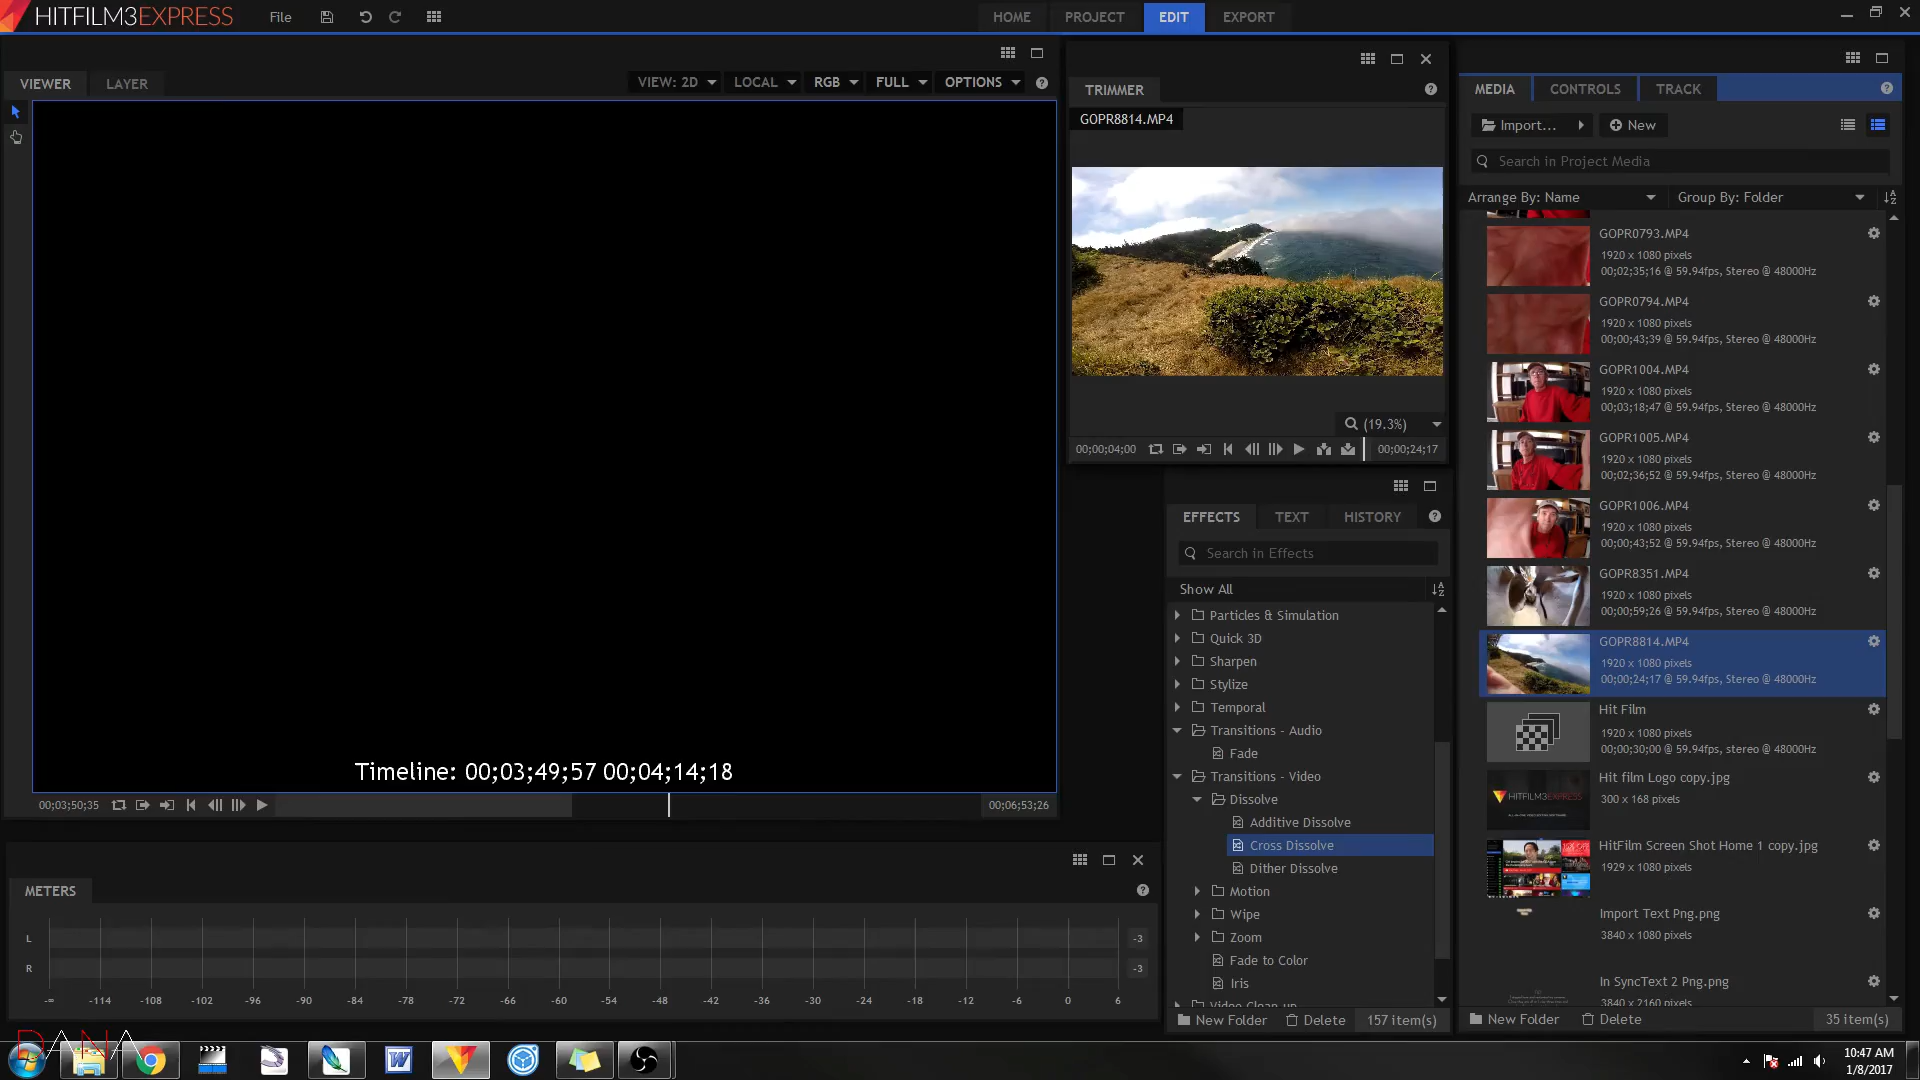 HITFILM3EXPRESS
File
HOME
PROJECT
EDIT
EXPORT
VIEWER
LAYER
VIEW: 2D
LOCAL
RGB
FULL
OPTIONS
Timeline: 00;03;49;57 00;04;14;18
00;03;50;35
00;06;53;26
METERS
L
-3
R
-3
-∞ -114 -108 -102 -96 -90 -84 -78 -72 -66 -60 -54 -48 -42 -36 -30 -24 -18 -12 -6 0 6
TRIMMER
GOPR8814.MP4
(19.3%)
00;00;04;00
00;00;24;17
EFFECTS
TEXT
HISTORY
Search in Effects
Show All
Particles & Simulation
Quick 3D
Sharpen
Stylize
Temporal
Transitions - Audio
Fade
Transitions - Video
Dissolve
Additive Dissolve
Cross Dissolve
Dither Dissolve
Motion
Wipe
Zoom
Fade to Color
Iris
Video Clean-up
New Folder
Delete
157 item(s)
MEDIA
CONTROLS
TRACK
Import...
New
Search in Project Media
Arrange By: Name
Group By: Folder
GOPR0793.MP4
1920 x 1080 pixels
00;02;35;16 @ 59.94fps, Stereo @ 48000Hz
GOPR0794.MP4
1920 x 1080 pixels
00;00;43;39 @ 59.94fps, Stereo @ 48000Hz
GOPR1004.MP4
1920 x 1080 pixels
00;03;18;47 @ 59.94fps, Stereo @ 48000Hz
GOPR1005.MP4
1920 x 1080 pixels
00;02;36;52 @ 59.94fps, Stereo @ 48000Hz
GOPR1006.MP4
1920 x 1080 pixels
00;00;43;52 @ 59.94fps, Stereo @ 48000Hz
GOPR8351.MP4
1920 x 1080 pixels
00;00;59;26 @ 59.94fps, Stereo @ 48000Hz
GOPR8814.MP4
1920 x 1080 pixels
00;00;24;17 @ 59.94fps, Stereo @ 48000Hz
Hit Film
1920 x 1080 pixels
00;00;30;00 @ 59.94fps, Stereo @ 48000Hz
Hit film Logo copy.jpg
300 x 168 pixels
HITFILM3EXPRESS
HitFilm Screen Shot Home 1 copy.jpg
1929 x 1080 pixels
Import Text Png.png
3840 x 1080 pixels
In SyncText 2 Png.png
3840 x 2160 pixels
New Folder
Delete
35 item(s)
DANA
10:47 AM
1/8/2017